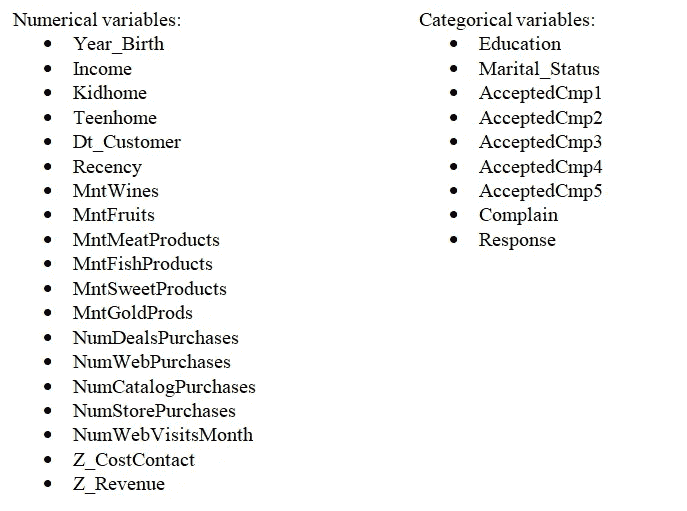 Numerical variables:
• Year_Birth
• Income
• Kidhome
• Teenhome
• Dt_Customer
• Recency
• MntWines
• MntFruits
• MntMeatProducts
• MntFishProducts
• MntSweetProducts
• MntGoldProds
• NumDealsPurchases
• NumWebPurchases
• NumCatalogPurchases
• NumStorePurchases
• NumWebVisitsMonth
• Z_CostContact
• Z_Revenue
Categorical variables:
• Education
• Marital_Status
• AcceptedCmp1
• AcceptedCmp2
• AcceptedCmp3
• AcceptedCmp4
• AcceptedCmp5
• Complain
• Response